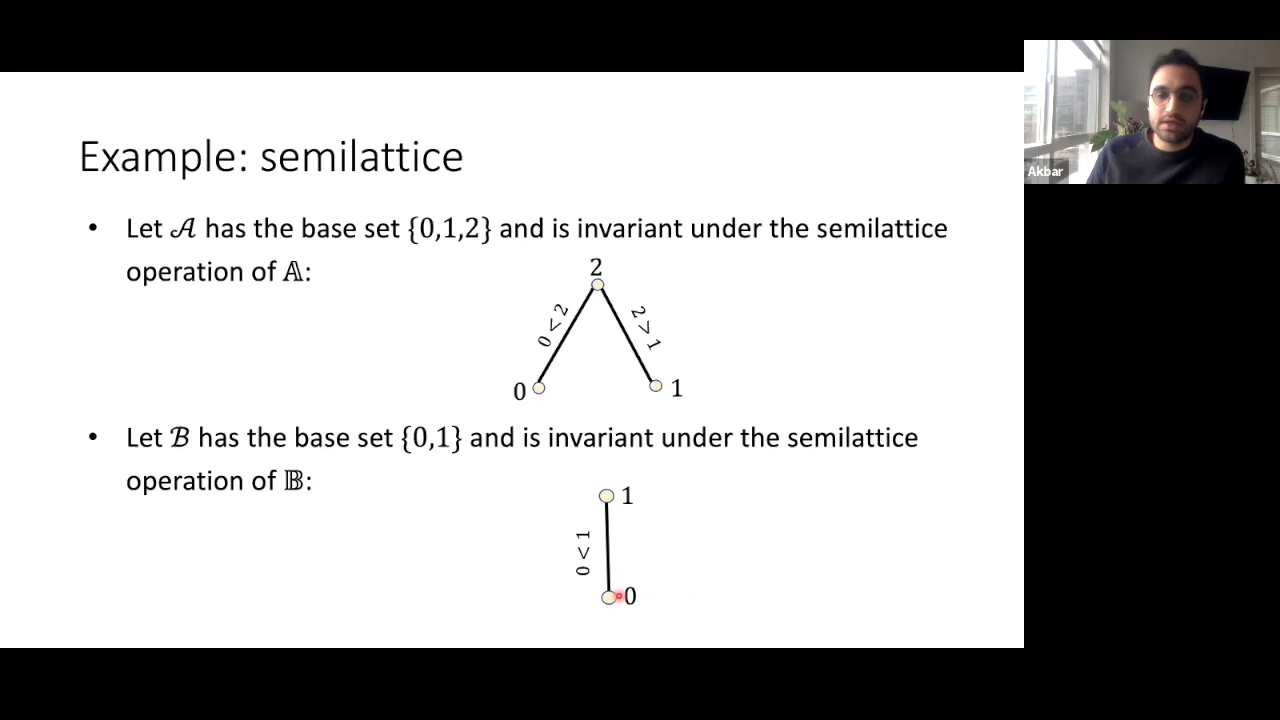 Example: semilattice
• Let 𝒜 has the base set {0,1,2} and is invariant under the semilattice
operation of 𝔸:
2
0 < 2
2 > 1
0
1
• Let ℬ has the base set {0,1} and is invariant under the semilattice
operation of 𝔹:
1
0 < 1
0
Akbar